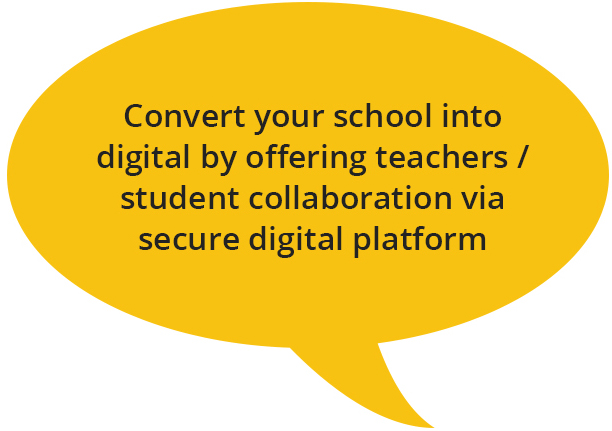 Convert your school into
digital by offering teachers /
student collaboration via
secure digital platform